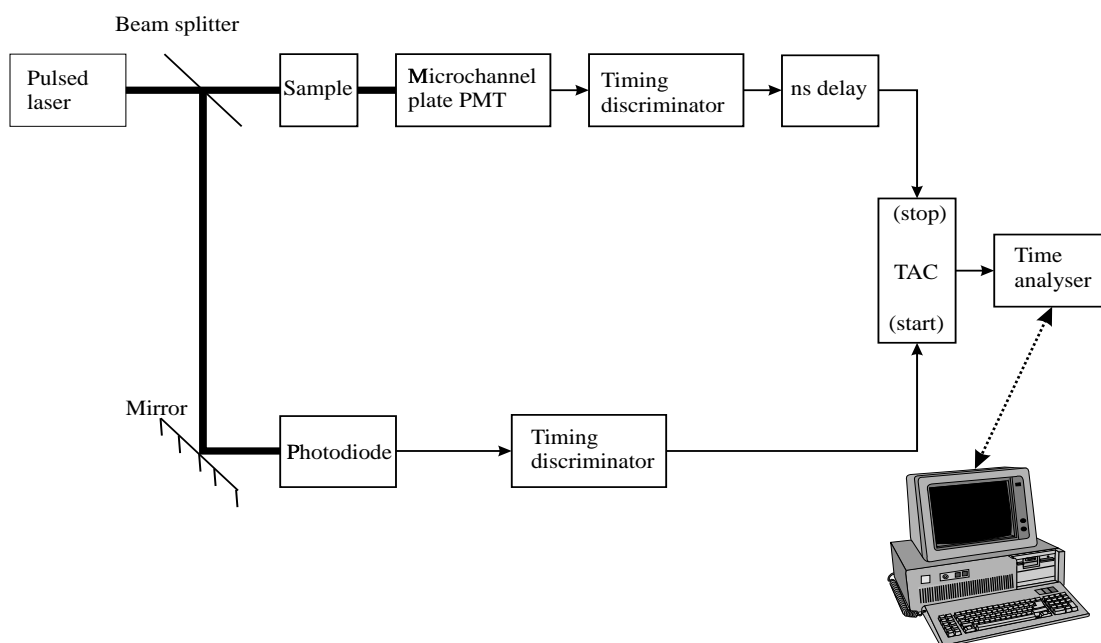 Beam splitter
Pulsed
laser
Sample
Microchannel
plate PMT
Timing
discriminator
ns delay
(stop)
TAC
(start)
Time
analyser
Mirror
Photodiode
Timing
discriminator